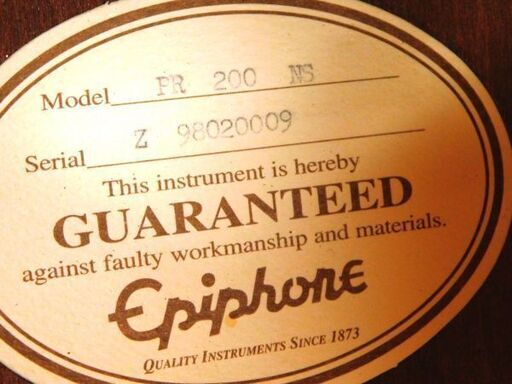 Model PR 200 NS
Serial Z 98020009
This instrument is hereby
GUARANTEED
against faulty workmanship and materials.
Epiphone
QUALITY INSTRUMENTS SINCE 1873